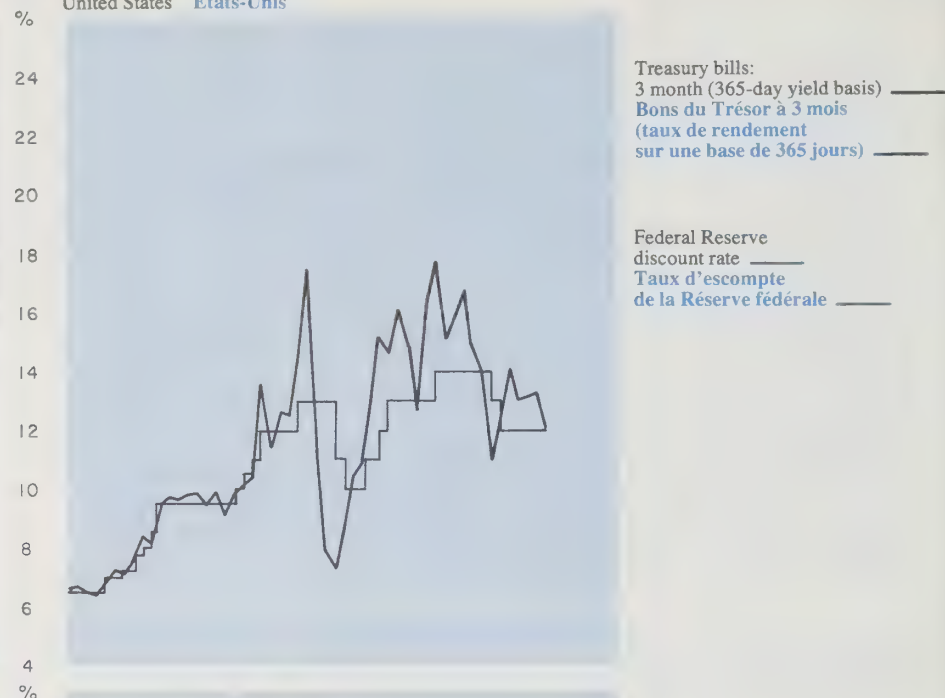 United States États-Unis
%
24
22
20
18
16
14
12
10
8
6
4
%
Treasury bills:
3 month (365-day yield basis)
Bons du Trésor à 3 mois
(taux de rendement
sur une base de 365 jours)
Federal Reserve
discount rate
Taux d'escompte
de la Réserve fédérale